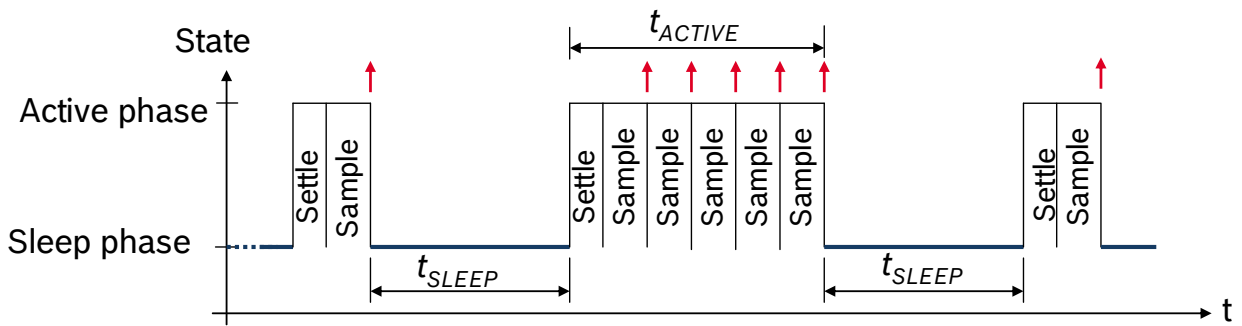 t_ACTIVE
State
Active phase
Settle
Sample
Settle
Sample
Sample
Sample
Sample
Sample
Settle
Sample
Sleep phase
t_SLEEP
t_SLEEP
t